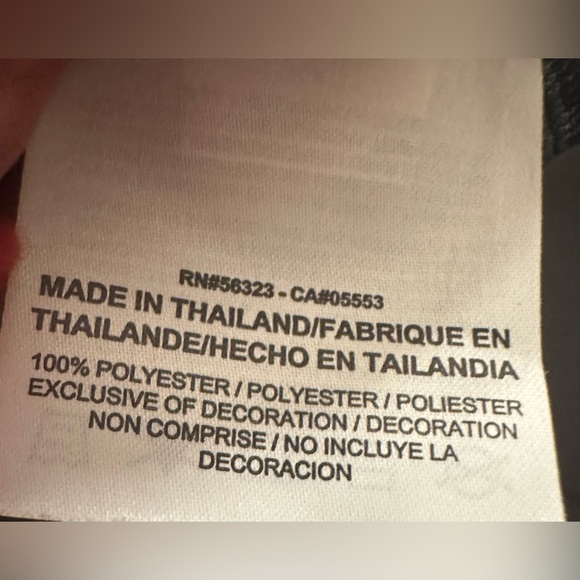 RN#56323 - CA#05553
MADE IN THAILAND/FABRIQUE EN
THAILANDE/HECHO EN TAILANDIA
100% POLYESTER / POLYESTER / POLIESTER
EXCLUSIVE OF DECORATION / DECORATION
NON COMPRISE / NO INCLUYE LA
DECORACION